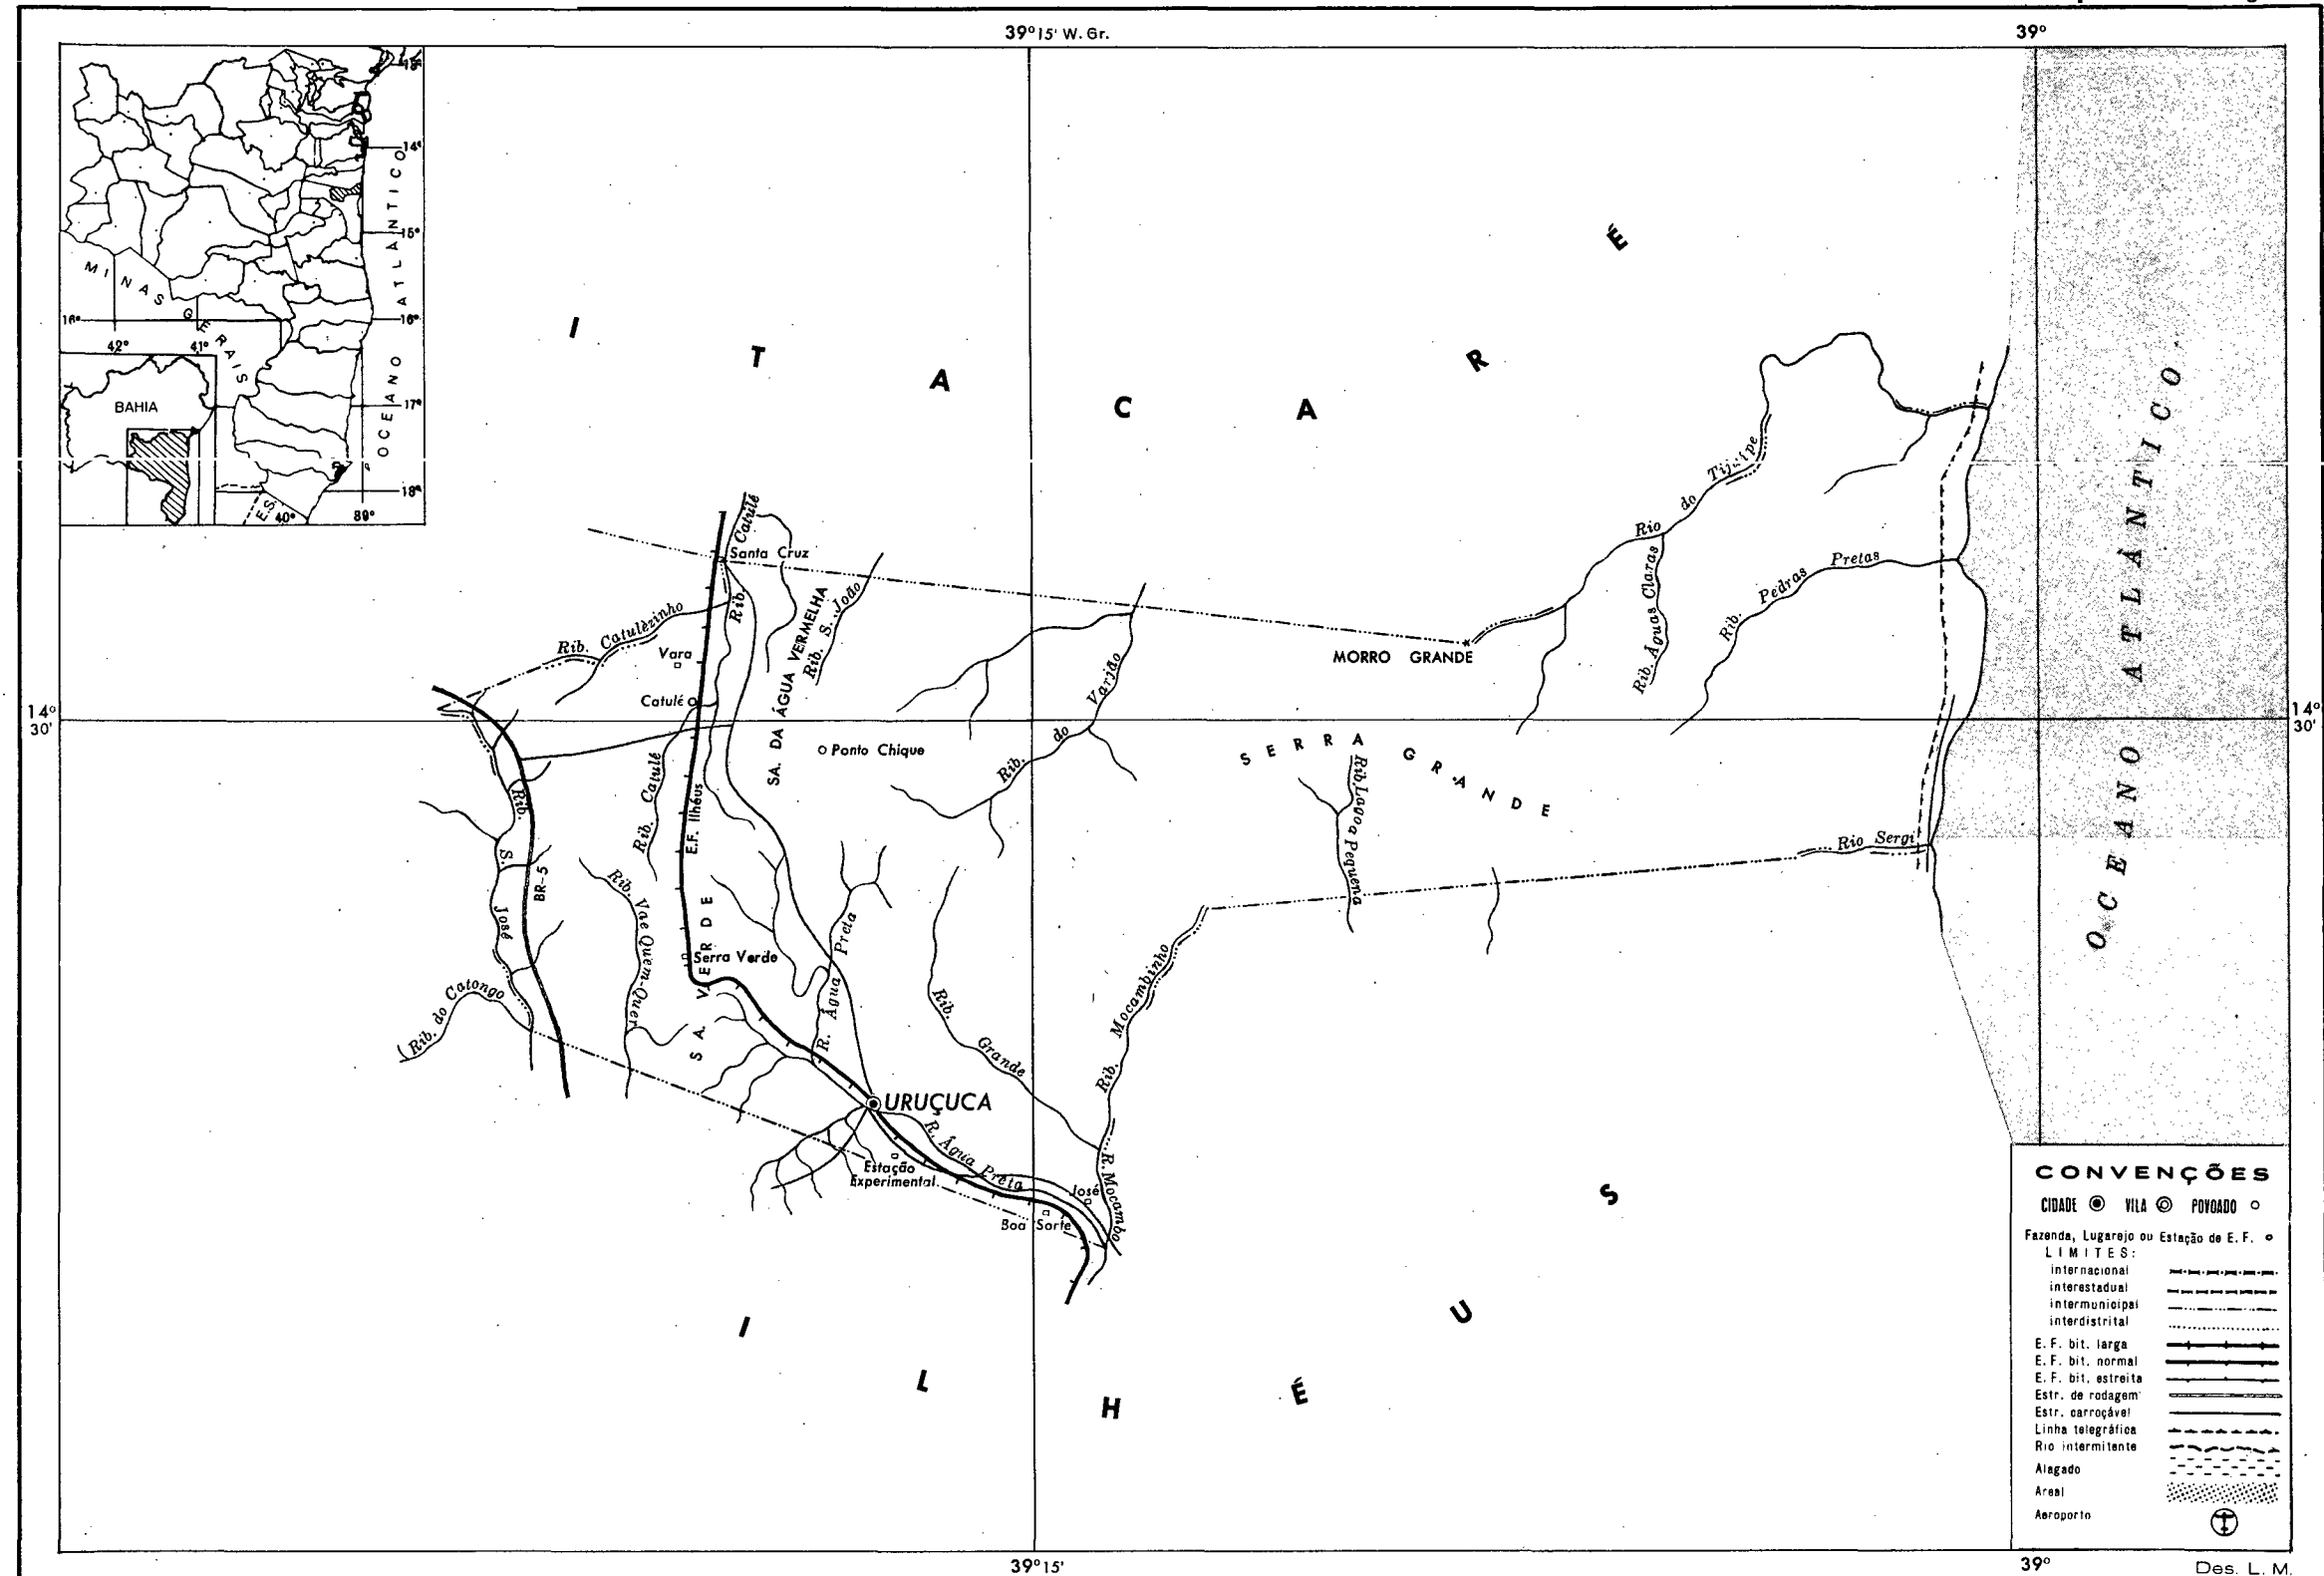 39°15' W. Gr.
39°
13°
14°
15°
16°
16°
17°
18°
42°
41°
40°
39°
MINAS GERAIS
OCEANO ATLÂNTICO
BAHIA
E.S.
ITACARÉ
OCEANO ATLÂNTICO
14°
30'
14°
30'
Catulé
Santa Cruz
Rib.
Rib. Catulèzinho
Vara
Catulé
SA. DA ÁGUA VERMELHA
Rib. S. João
Ponto Chique
Rib. do Varjão
MORRO GRANDE
Rio do Tijuípe
Rib. Águas Claras
Rib. Pedras Pretas
SERRA GRANDE
Rib. Lagoa Pequena
Rio Sergi
Rib. S. José
BR-5
Rib. Catulé
E.F. Ilhéus
Rib. Vae Quem-Quer
SA. VERDE
Serra Verde
R. Água Preta
Rib. do Catongo
Rib. Grande
Rib. Mocambinho
URUÇUCA
R. Água Preta
Estação
Experimental
José
Boa Sorte
R. Mocambo
ILHÉUS
CONVENÇÕES
CIDADE VILA POVOADO
Fazenda, Lugarejo ou Estação de E. F.
LIMITES:
internacional
interestadual
intermunicipal
interdistrital
E. F. bit. larga
E. F. bit. normal
E. F. bit. estreita
Estr. de rodagem
Estr. carroçável
Linha telegráfica
Rio intermitente
Alagado
Areal
Aeroporto
39°15'
39°
Des. L. M.